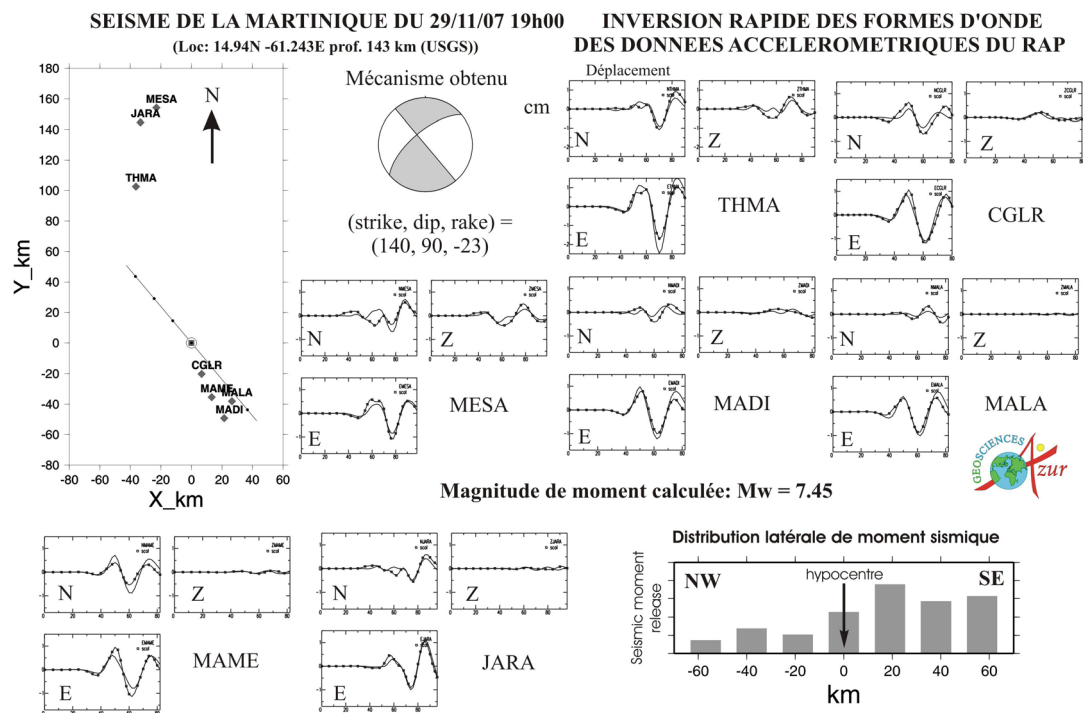 SEISME DE LA MARTINIQUE DU 29/11/07 19h00
(Loc: 14.94N -61.243E prof. 143 km (USGS))
INVERSION RAPIDE DES FORMES D'ONDE
DES DONNEES ACCELEROMETRIQUES DU RAP
180
160
140
120
100
80
60
40
20
0
-20
-40
-60
-80
Y_km
-80 -60 -40 -20 0 20 40 60
X_km
N
MESA
JARA
THMA
CGLR
MAME
MALA
MADI
Mécanisme obtenu
(strike, dip, rake) =
(140, 90, -23)
Déplacement
cm
N
Z
E
THMA
N
Z
E
CGLR
N
Z
E
MESA
N
Z
E
MADI
N
Z
E
MALA
GEOSCIENCES
Azur
Magnitude de moment calculée: Mw = 7.45
N
Z
E
MAME
N
Z
E
JARA
Distribution latérale de moment sismique
Seismic moment
release
NW
hypocentre
SE
-60 -40 -20 0 20 40 60
km